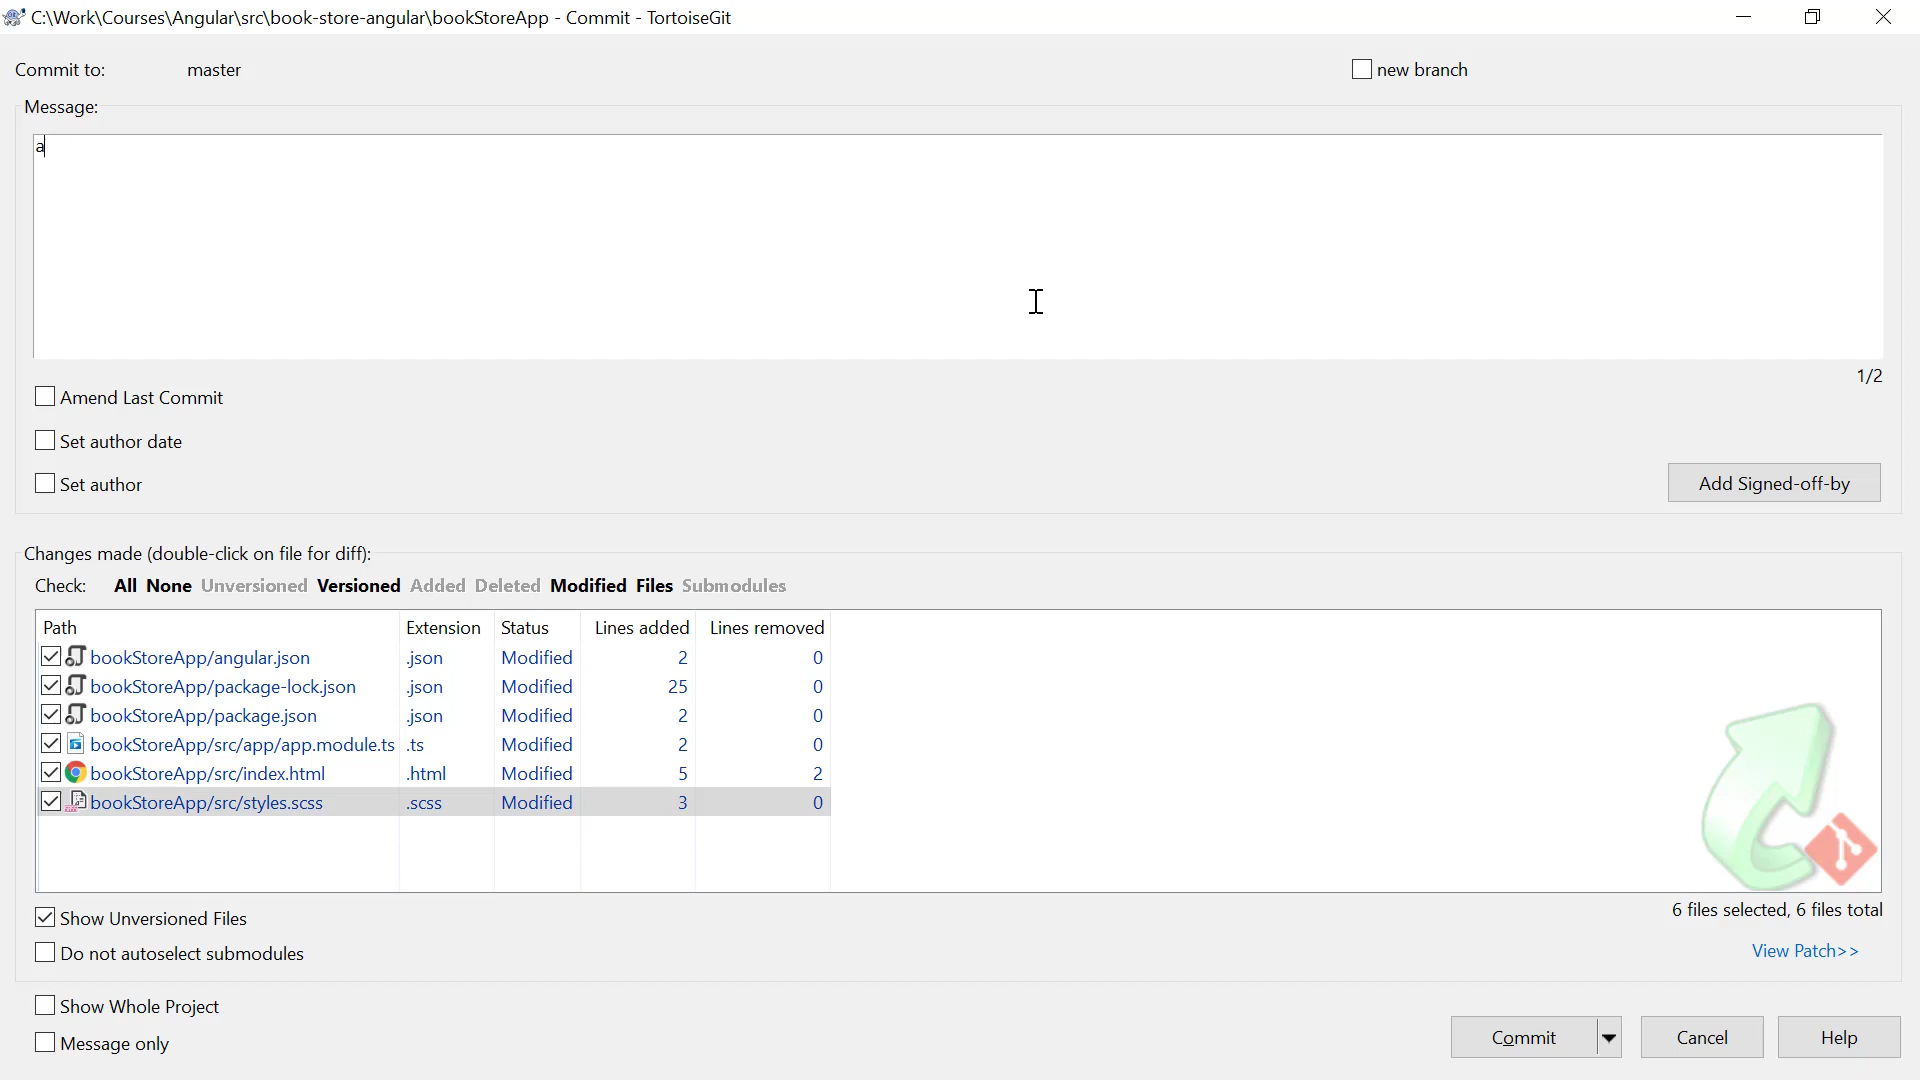 C:\Work\Courses\Angular\src\book-store-angular\bookStoreApp - Commit - TortoiseGit
Commit to: master new branch
Message:
a
1/2
Amend Last Commit
Set author date
Set author Add Signed-off-by
Changes made (double-click on file for diff):
Check: All None Unversioned Versioned Added Deleted Modified Files Submodules
Path Extension Status Lines added Lines removed
bookStoreApp/angular.json .json Modified 2 0
bookStoreApp/package-lock.json .json Modified 25 0
bookStoreApp/package.json .json Modified 2 0
bookStoreApp/src/app/app.module.ts .ts Modified 2 0
bookStoreApp/src/index.html .html Modified 5 2
bookStoreApp/src/styles.scss .scss Modified 3 0
Show Unversioned Files 6 files selected, 6 files total
Do not autoselect submodules View Patch>>
Show Whole Project
Message only Commit Cancel Help